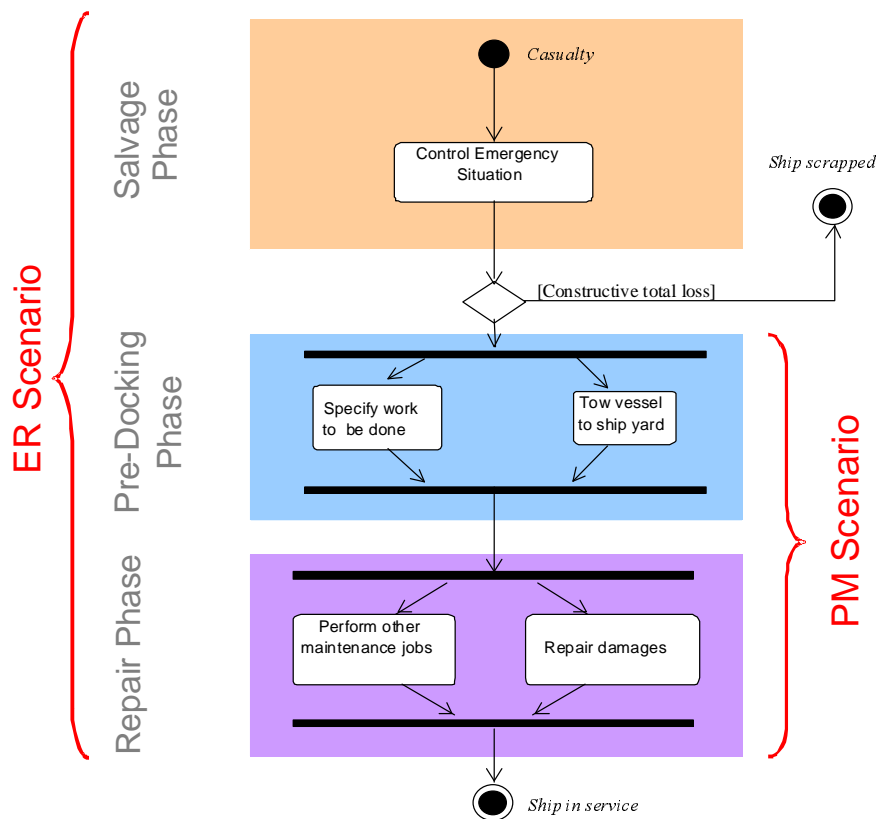 Casualty
Salvage
Phase
Control Emergency
Situation
Ship scrapped
[Constructive total loss]
ER Scenario
Pre-Docking
Phase
Specify work
to be done
Tow vessel
to ship yard
PM Scenario
Repair Phase
Perform other
maintenance jobs
Repair damages
Ship in service